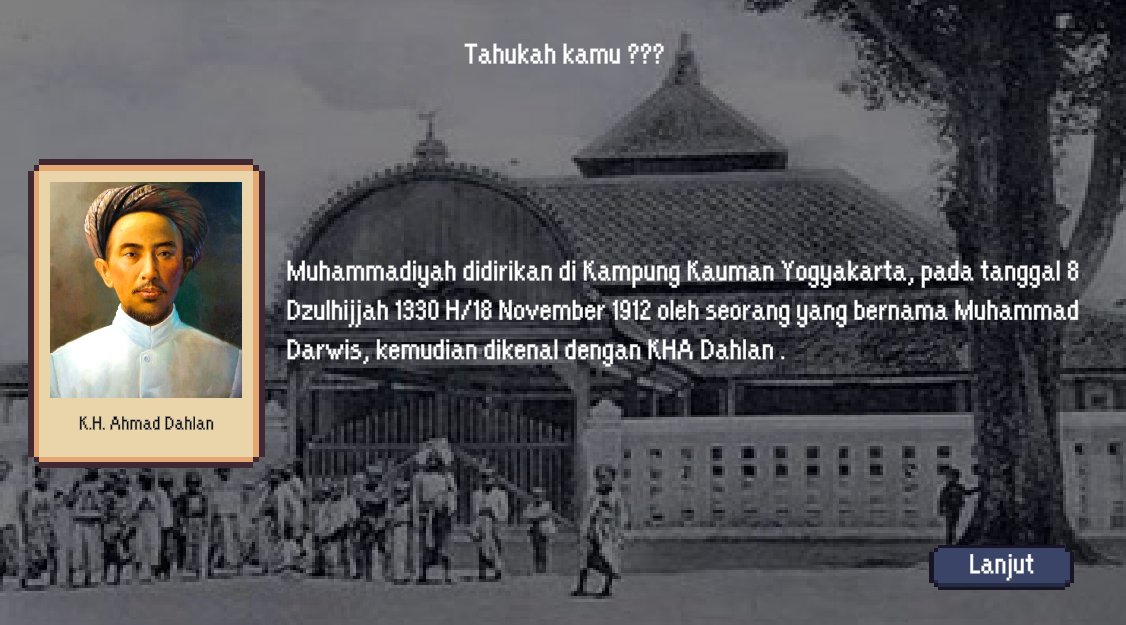 Tahukah kamu ???
Muhammadiyah didirikan di Kampung Kauman Yogyakarta, pada tanggal 8
Dzulhijjah 1330 H/18 November 1912 oleh seorang yang bernama Muhammad
Darwis, kemudian dikenal dengan KHA Dahlan .
K.H. Ahmad Dahlan
Lanjut